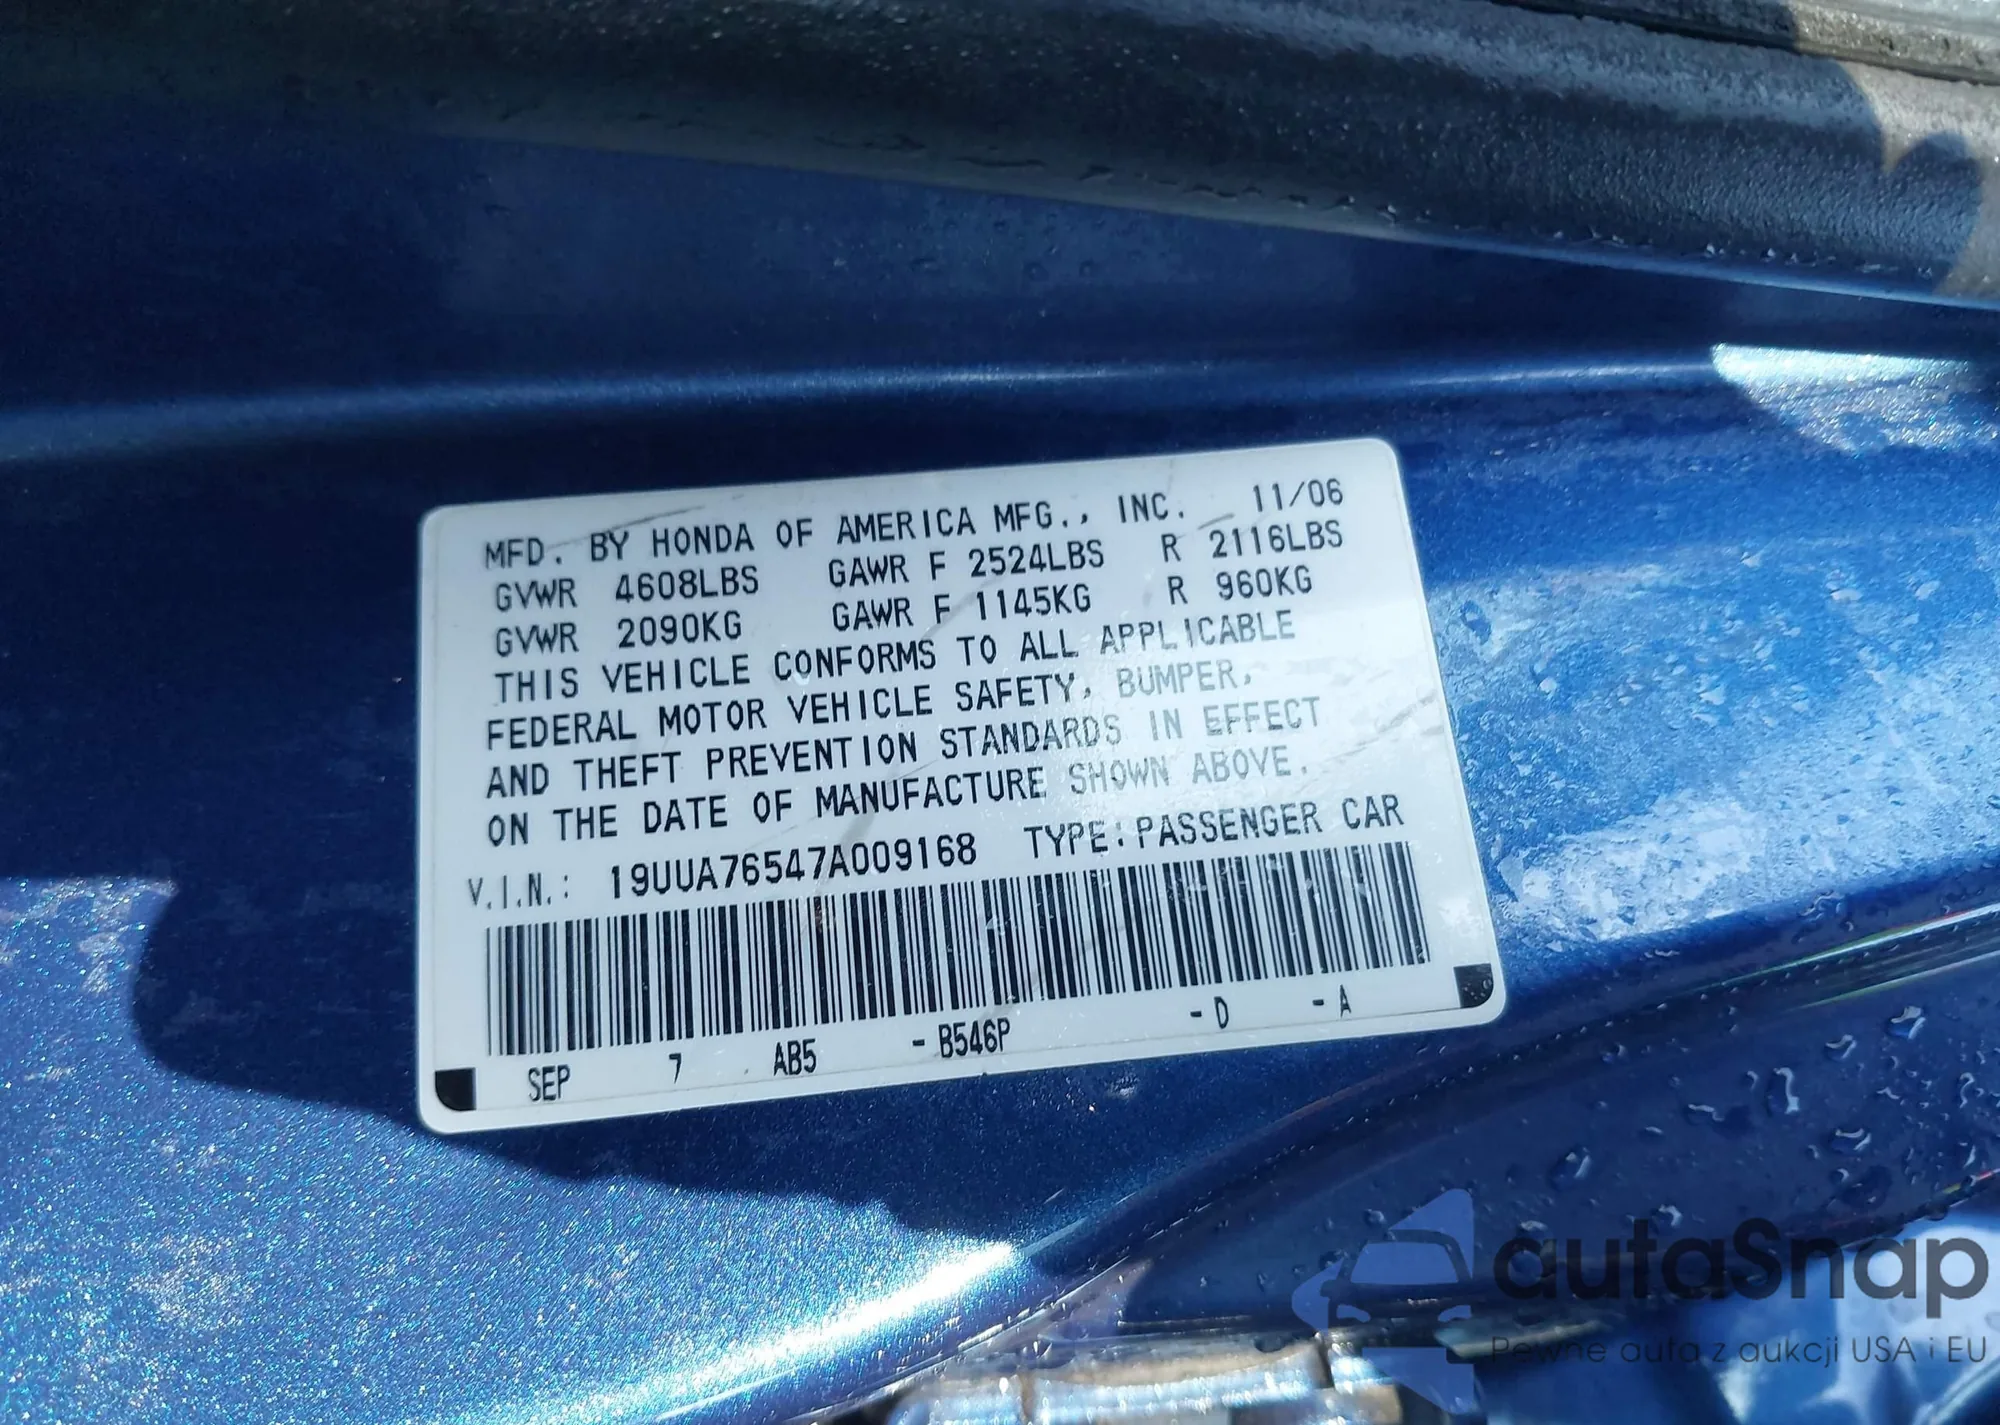 MFD. BY HONDA OF AMERICA MFG., INC. 11/06
GVWR 4608LBS GAWR F 2524LBS R 2116LBS
GVWR 2090KG GAWR F 1145KG R 960KG
THIS VEHICLE CONFORMS TO ALL APPLICABLE
FEDERAL MOTOR VEHICLE SAFETY, BUMPER,
AND THEFT PREVENTION STANDARDS IN EFFECT
ON THE DATE OF MANUFACTURE SHOWN ABOVE.
V.I.N.: 19UUA76547A009168 TYPE:PASSENGER CAR
SEP 7 AB5 -B546P -D -A
autaSnap
Pewne auta z aukcji USA i EU